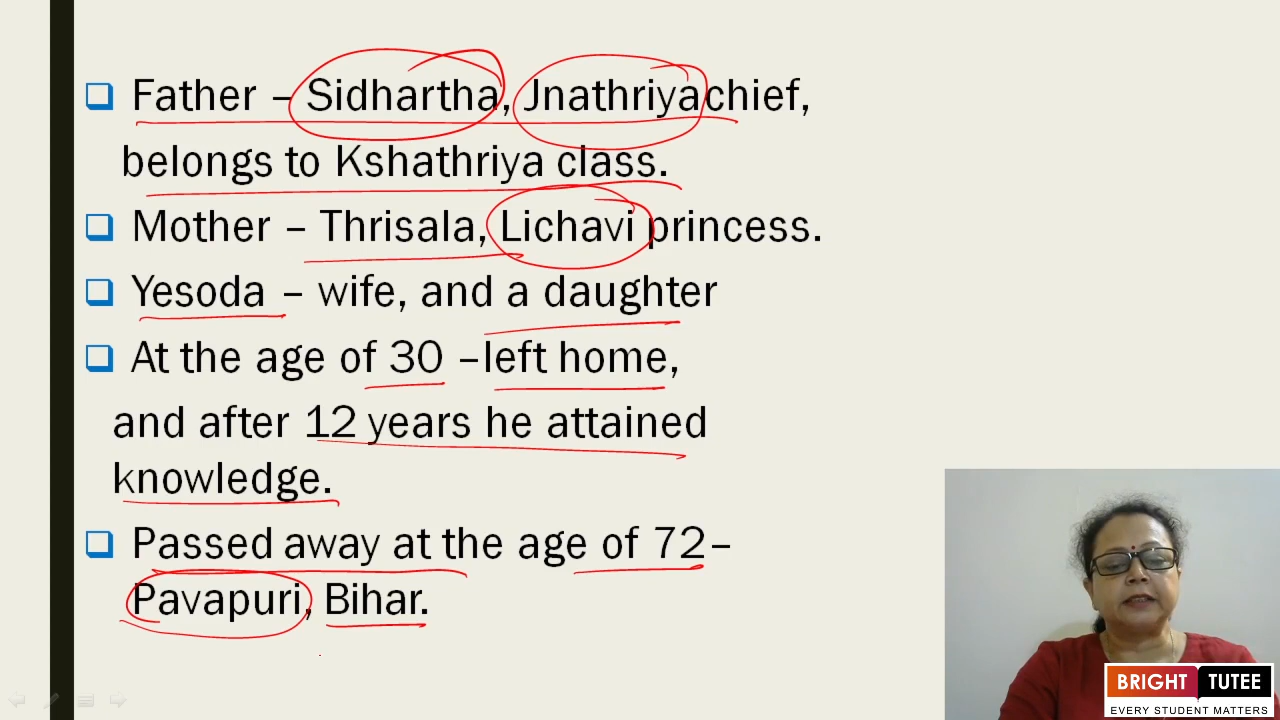 Father – Sidhartha, Jnathriya chief,
belongs to Kshathriya class.
Mother – Thrisala, Lichavi princess.
Yesoda – wife, and a daughter
At the age of 30 –left home,
and after 12 years he attained
knowledge.
Passed away at the age of 72–
Pavapuri, Bihar.
BRIGHT TUTEE
EVERY STUDENT MATTERS